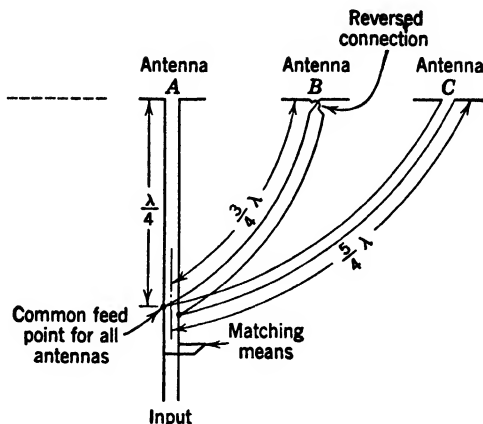 Reversed
connection
Antenna
A
Antenna
B
Antenna
C
λ/4
3/4 λ
5/4 λ
Common feed
point for all
antennas
Matching
means
Input